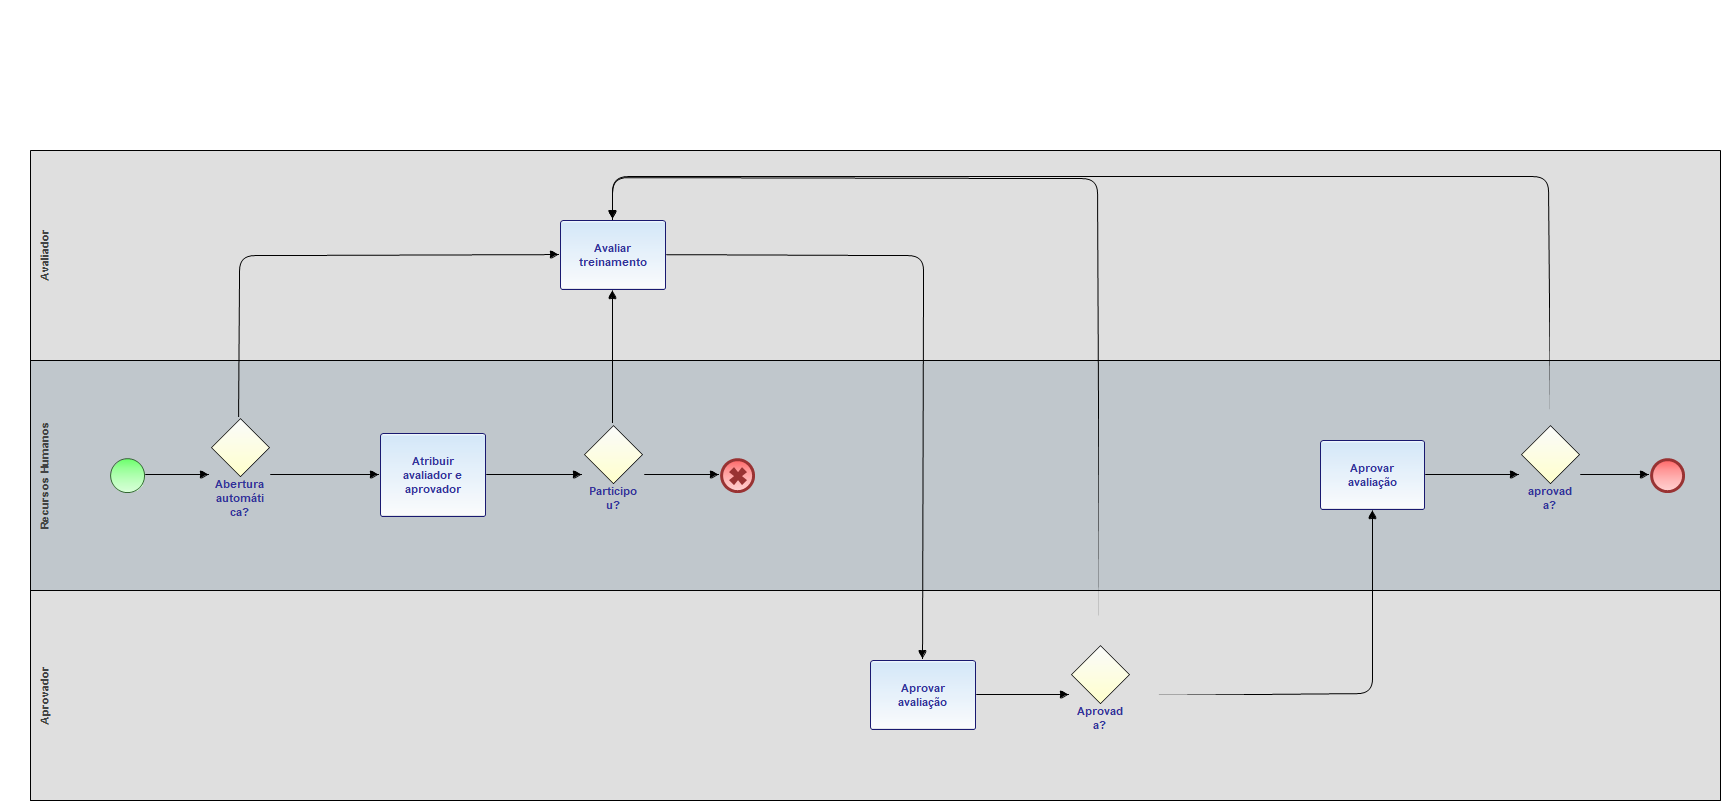 Avaliador
Avaliar
treinamento
Recursos Humanos
Abertura
automáti
ca?
Atribuir
avaliador e
aprovador
Participo
u?
Aprovar
avaliação
aprovad
a?
Aprovador
Aprovar
avaliação
Aprovad
a?